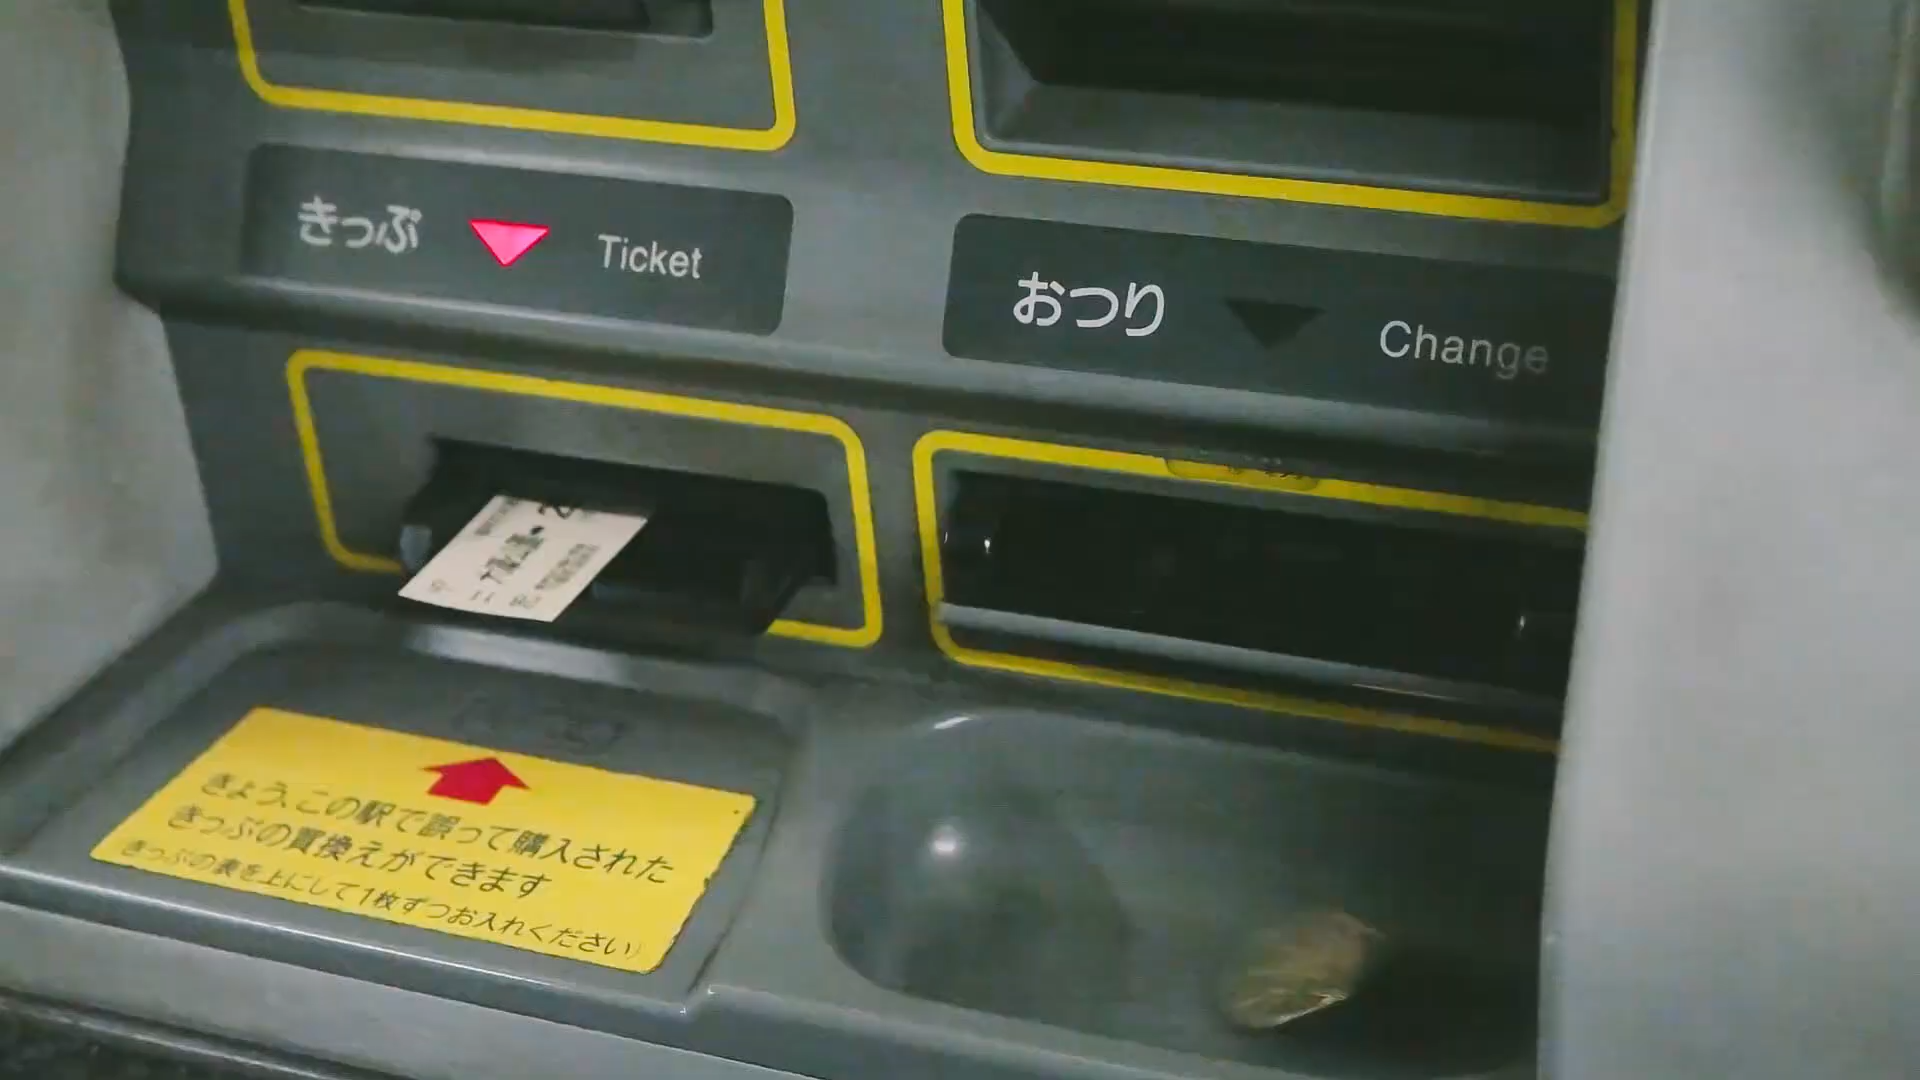 きっぷ
Ticket
おつり
Change
きょう、この駅で誤って購入された
きっぷの買換えができます
きっぷの表を上にして1枚ずつお入れください)